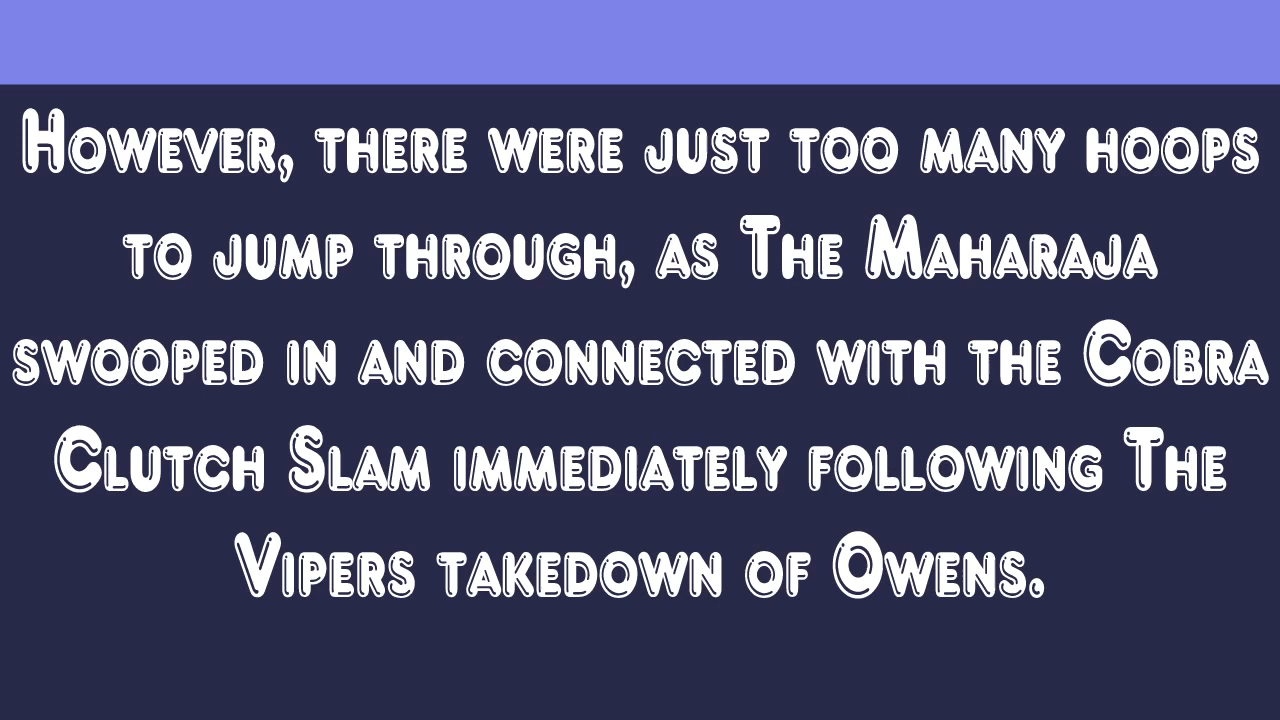 However, there were just too many hoops
to jump through, as The Maharaja
swooped in and connected with the Cobra
Clutch Slam immediately following The
Vipers takedown of Owens.